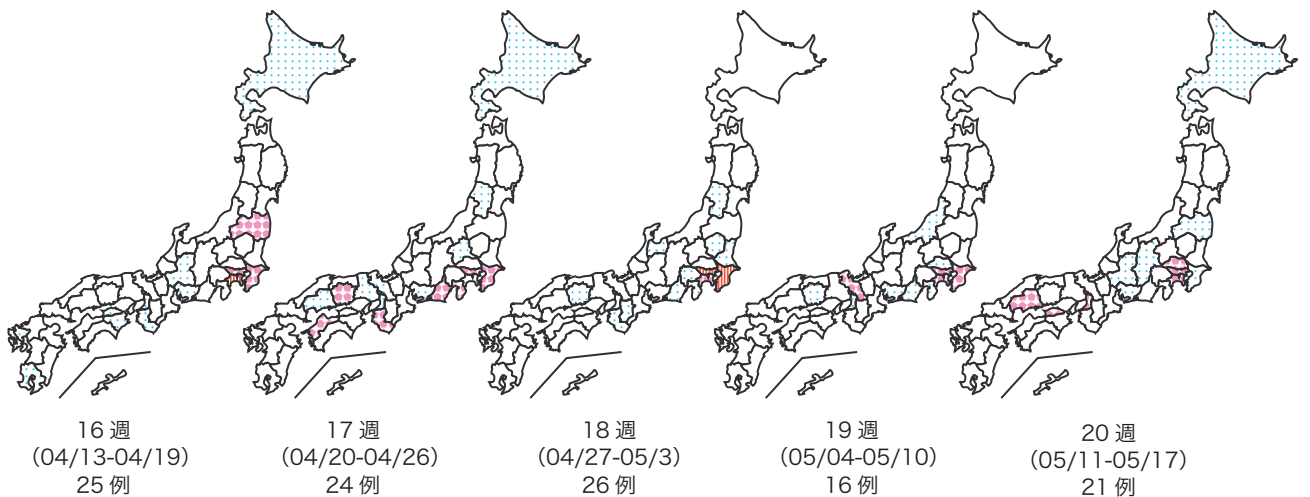 16 週
（04/13-04/19）
25 例
17 週
（04/20-04/26）
24 例
18 週
（04/27-05/3）
26 例
19 週
（05/04-05/10）
16 例
20 週
（05/11-05/17）
21 例